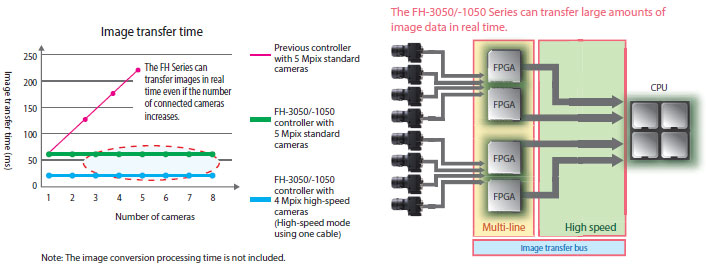 Image transfer time
Image transter time (ms)
250
200
150
100
50
0
1 2 3 4 5 6 7 8
Number of cameras
The FH Series can
transfer images in real
time even if the number
of connected cameras
increases.
Previous controller
with 5 Mpix standard
cameras
FH-3050/-1050
controller with
5 Mpix standard
cameras
FH-3050/-1050
controller with
4 Mpix high-speed
cameras
(High-speed mode
using one cable)
Note: The image conversion processing time is not included.
The FH-3050/-1050 Series can transfer large amounts of
image data in real time.
FPGA
FPGA
FPGA
FPGA
CPU
Multi-line
High speed
Image transfer bus